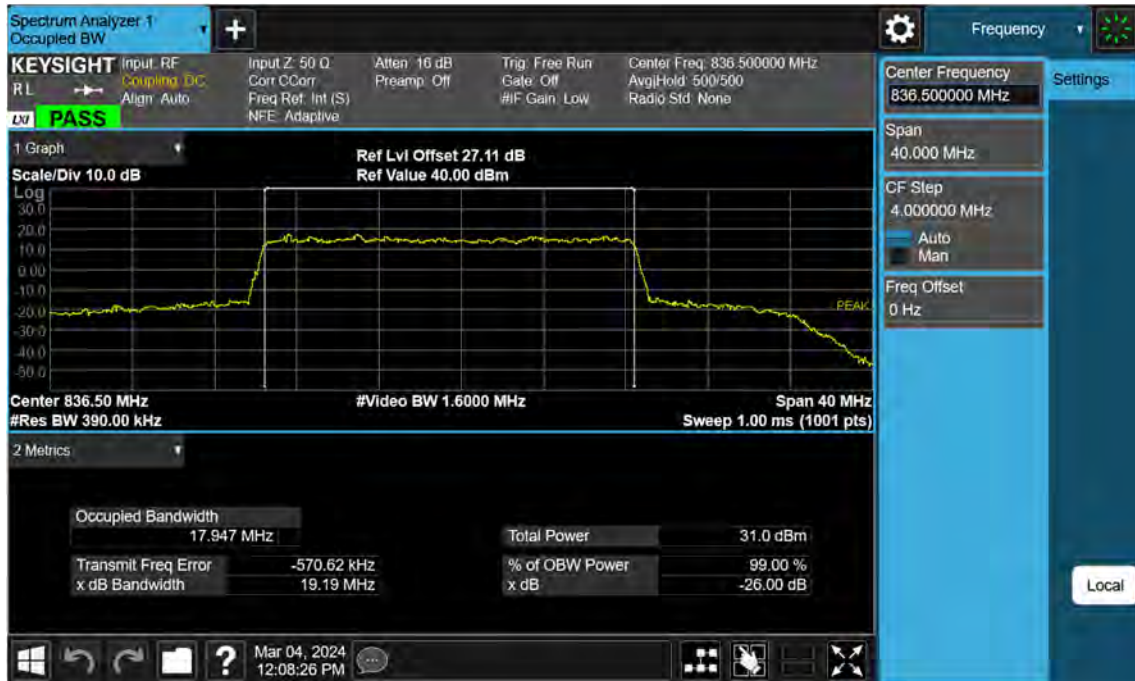 Spectrum Analyzer 1
Occupied BW
+
Frequency
KEYSIGHT
Input: RF
Coupling: DC
Align: Auto
Input Z: 50 Ω
Corr CCorr
Freq Ref: Int (S)
NFE: Adaptive
Atten: 16 dB
Preamp: Off
Trig: Free Run
Gate: Off
#IF Gain: Low
Center Freq: 836.500000 MHz
Avg|Hold: 500/500
Radio Std: None
RL
LXI PASS
1 Graph
Scale/Div 10.0 dB
Ref Lvl Offset 27.11 dB
Ref Value 40.00 dBm
Log
30.0
20.0
10.0
0.00
-10.0
-20.0
-30.0
-40.0
-50.0
PEAK
Center 836.50 MHz
#Video BW 1.6000 MHz
Span 40 MHz
#Res BW 390.00 kHz
Sweep 1.00 ms (1001 pts)
2 Metrics
Occupied Bandwidth
17.947 MHz
Total Power 31.0 dBm
Transmit Freq Error -570.62 kHz
% of OBW Power 99.00 %
x dB Bandwidth 19.19 MHz
x dB -26.00 dB
Center Frequency
836.500000 MHz
Settings
Span
40.000 MHz
CF Step
4.000000 MHz
Auto
Man
Freq Offset
0 Hz
Local
?
Mar 04, 2024
12:08:26 PM